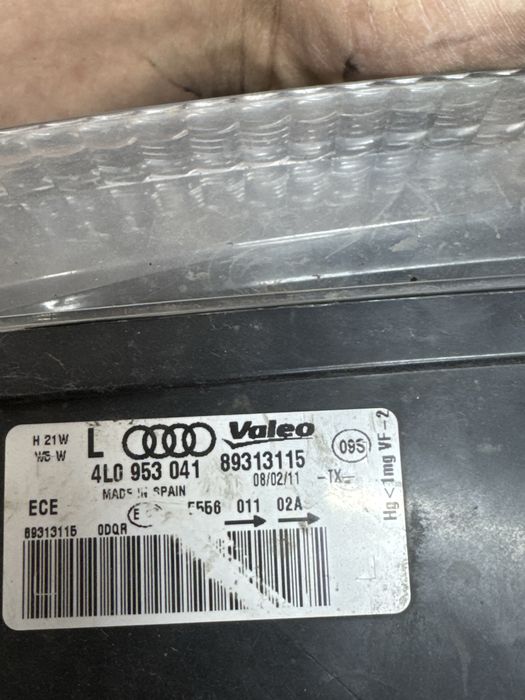 H 21W L Valeo 09S
W5 W
4L0 953 041 89313115
MADE IN SPAIN 08/02/11 -TX-
ECE E 011 02A
89313115 0DQR
Hg<1mg VF-2